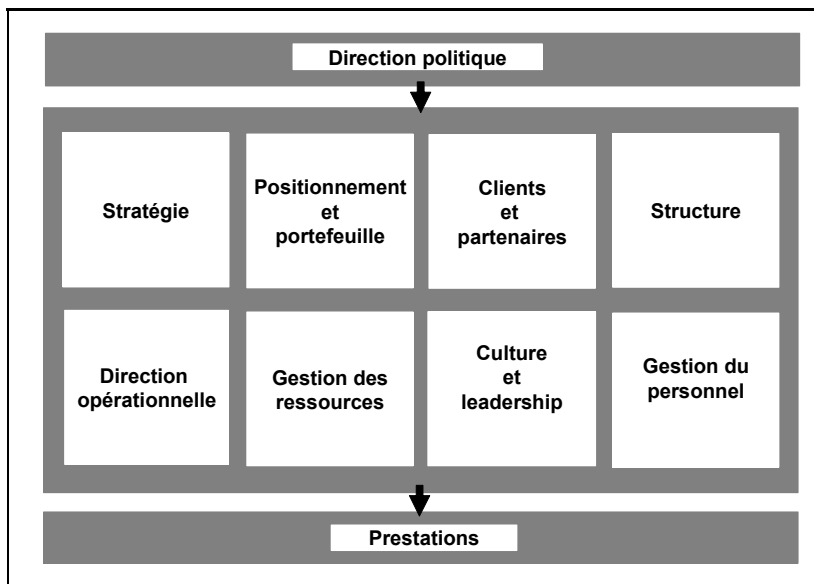 Direction politique
Stratégie
Positionnement
et
portefeuille
Clients
et
partenaires
Structure
Direction
opérationnelle
Gestion des
ressources
Culture
et
leadership
Gestion du
personnel
Prestations